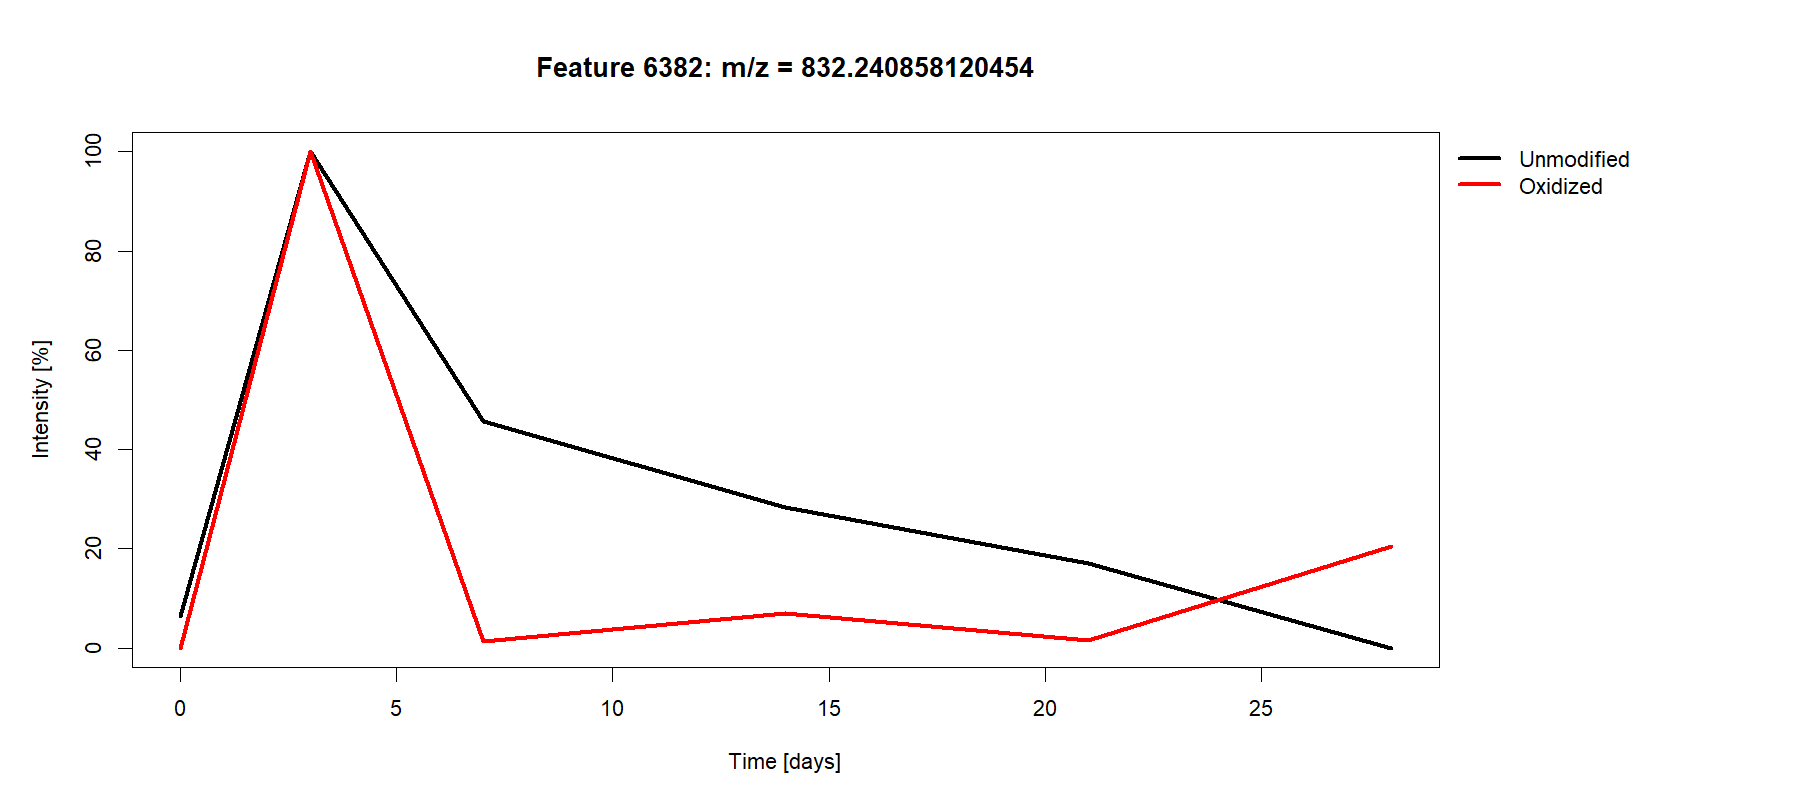 Feature 6382: m/z = 832.240858120454
Unmodified
Oxidized
100
80
60
40
20
0
Intensity [%]
0 5 10 15 20 25
Time [days]